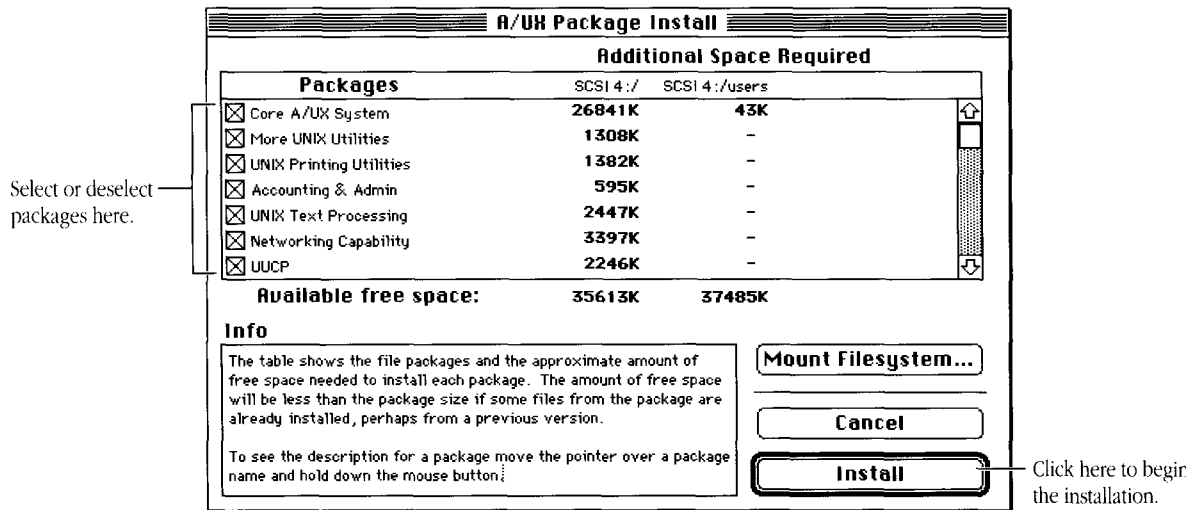 A/UX Package Install
Additional Space Required
Packages SCSI 4:/ SCSI 4:/users
Core A/UX System 26841K 43K
More UNIX Utilities 1308K –
UNIX Printing Utilities 1382K –
Accounting & Admin 595K –
UNIX Text Processing 2447K –
Networking Capability 3397K –
UUCP 2246K –
Select or deselect
packages here.
Available free space: 35613K 37485K
Info
The table shows the file packages and the approximate amount of
free space needed to install each package. The amount of free space
will be less than the package size if some files from the package are
already installed, perhaps from a previous version.
To see the description for a package move the pointer over a package
name and hold down the mouse button.
Mount Filesystem...
Cancel
Install
Click here to begin
the installation.